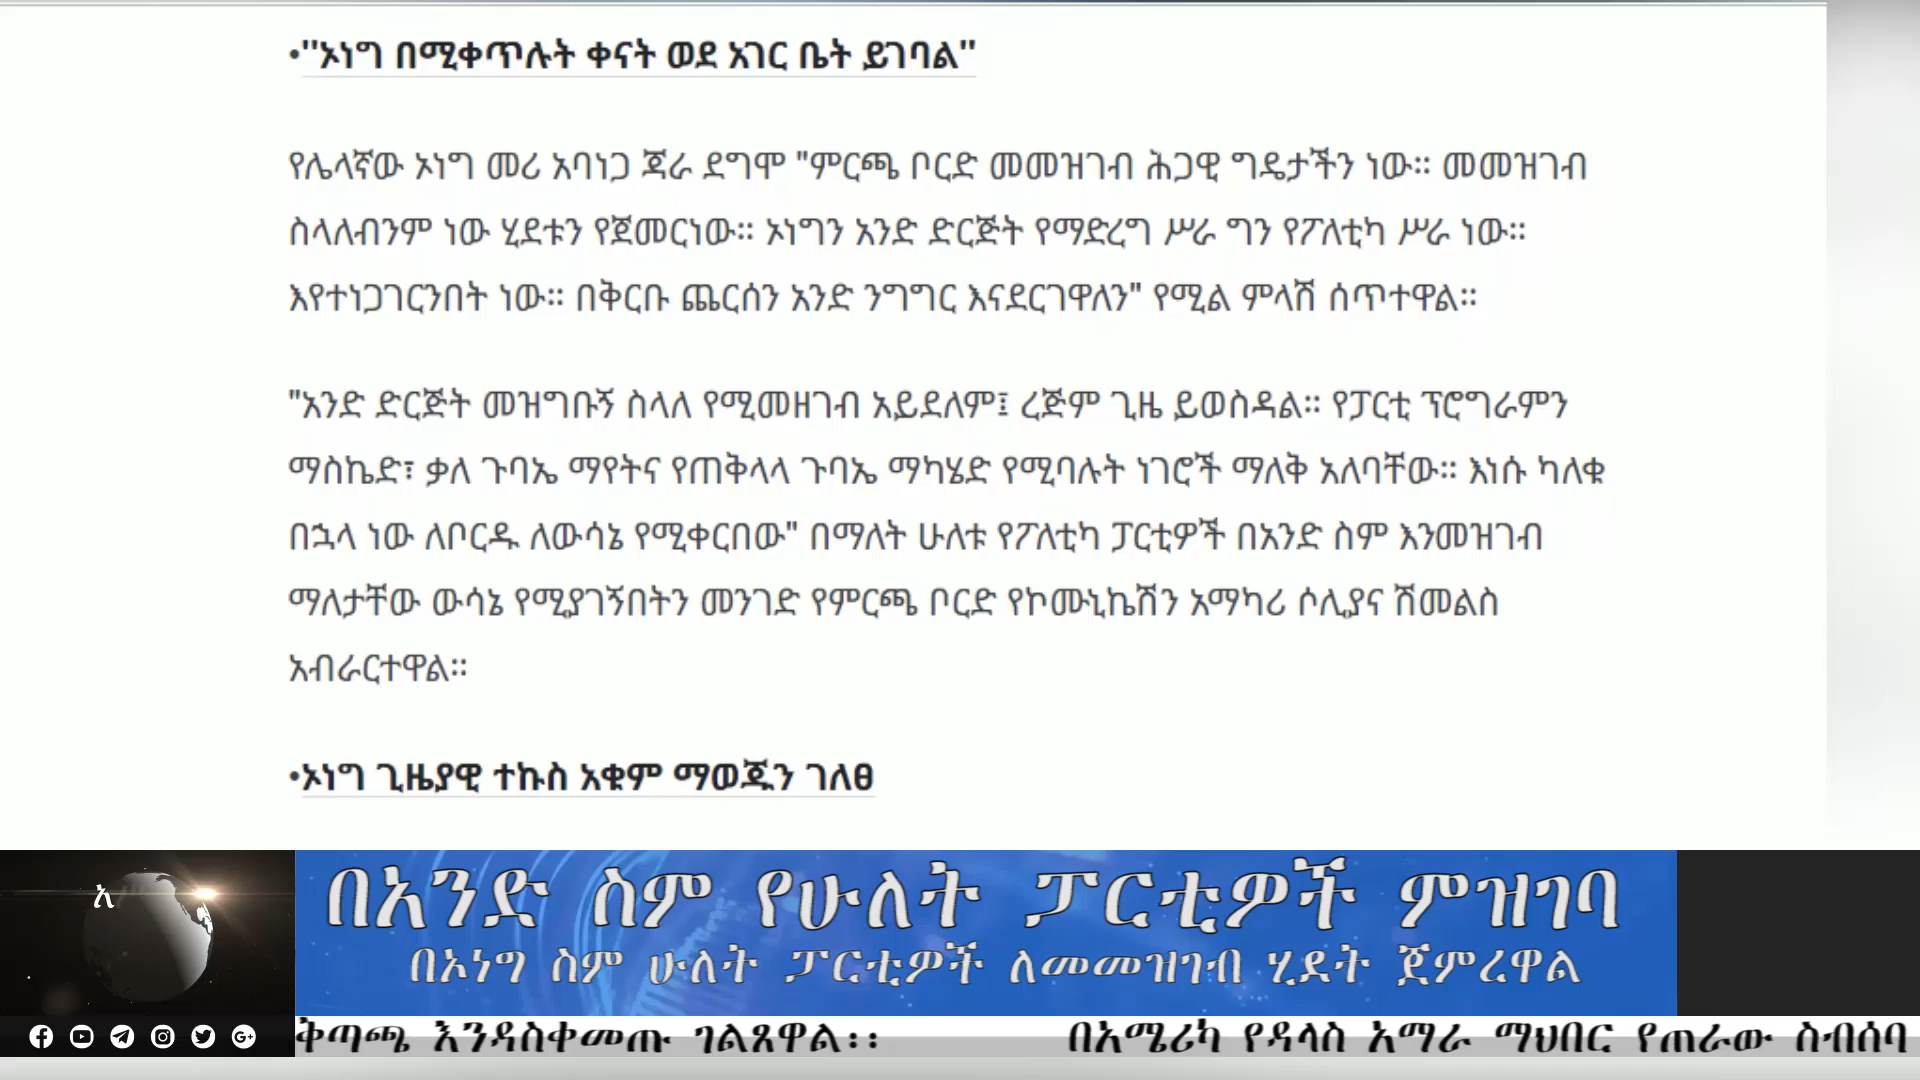 •"ኦነግ በሚቀጥሉት ቀናት ወደ አገር ቤት ይገባል"
የሌላኛው ኦነግ መሪ አባነጋ ጃራ ደግሞ "ምርጫ ቦርድ መመዝገብ ሕጋዊ ግዴታችን ነው። መመዝገብ
ስላለብንም ነው ሂደቱን የጀመርነው። ኦነግን አንድ ድርጅት የማድረግ ሥራ ግን የፖለቲካ ሥራ ነው።
እየተነጋገርንበት ነው። በቅርቡ ጨርሰን አንድ ንግግር እናደርገዋለን" የሚል ምላሽ ሰጥተዋል።
"አንድ ድርጅት መዝግቡኝ ስላለ የሚመዘገብ አይደለም፤ ረጅም ጊዜ ይወስዳል። የፓርቲ ፕሮግራምን
ማስኬድ፣ ቃለ ጉባኤ ማየትና የጠቅላላ ጉባኤ ማካሄድ የሚባሉት ነገሮች ማለቅ አለባቸው። እነሱ ካለቁ
በኋላ ነው ለቦርዱ ለውሳኔ የሚቀርበው" በማለት ሁለቱ የፖለቲካ ፓርቲዎች በአንድ ስም እንመዝገብ
ማለታቸው ውሳኔ የሚያገኝበትን መንገድ የምርጫ ቦርድ የኮሙኒኬሽን አማካሪ ሶሊያና ሽመልስ
አብራርተዋል።
•ኦነግ ጊዜያዊ ተኩስ አቁም ማወጁን ገለፀ
አ
በአንድ ስም የሁለት ፓርቲዎች ምዝገባ
በኦነግ ስም ሁለት ፓርቲዎች ለመመዝገብ ሂደት ጀምረዋል
ቅጣጫ እንዳስቀመጡ ገልጸዋል፡፡ በአሜሪካ የዳላስ አማራ ማህበር የጠራው ስብሰባ